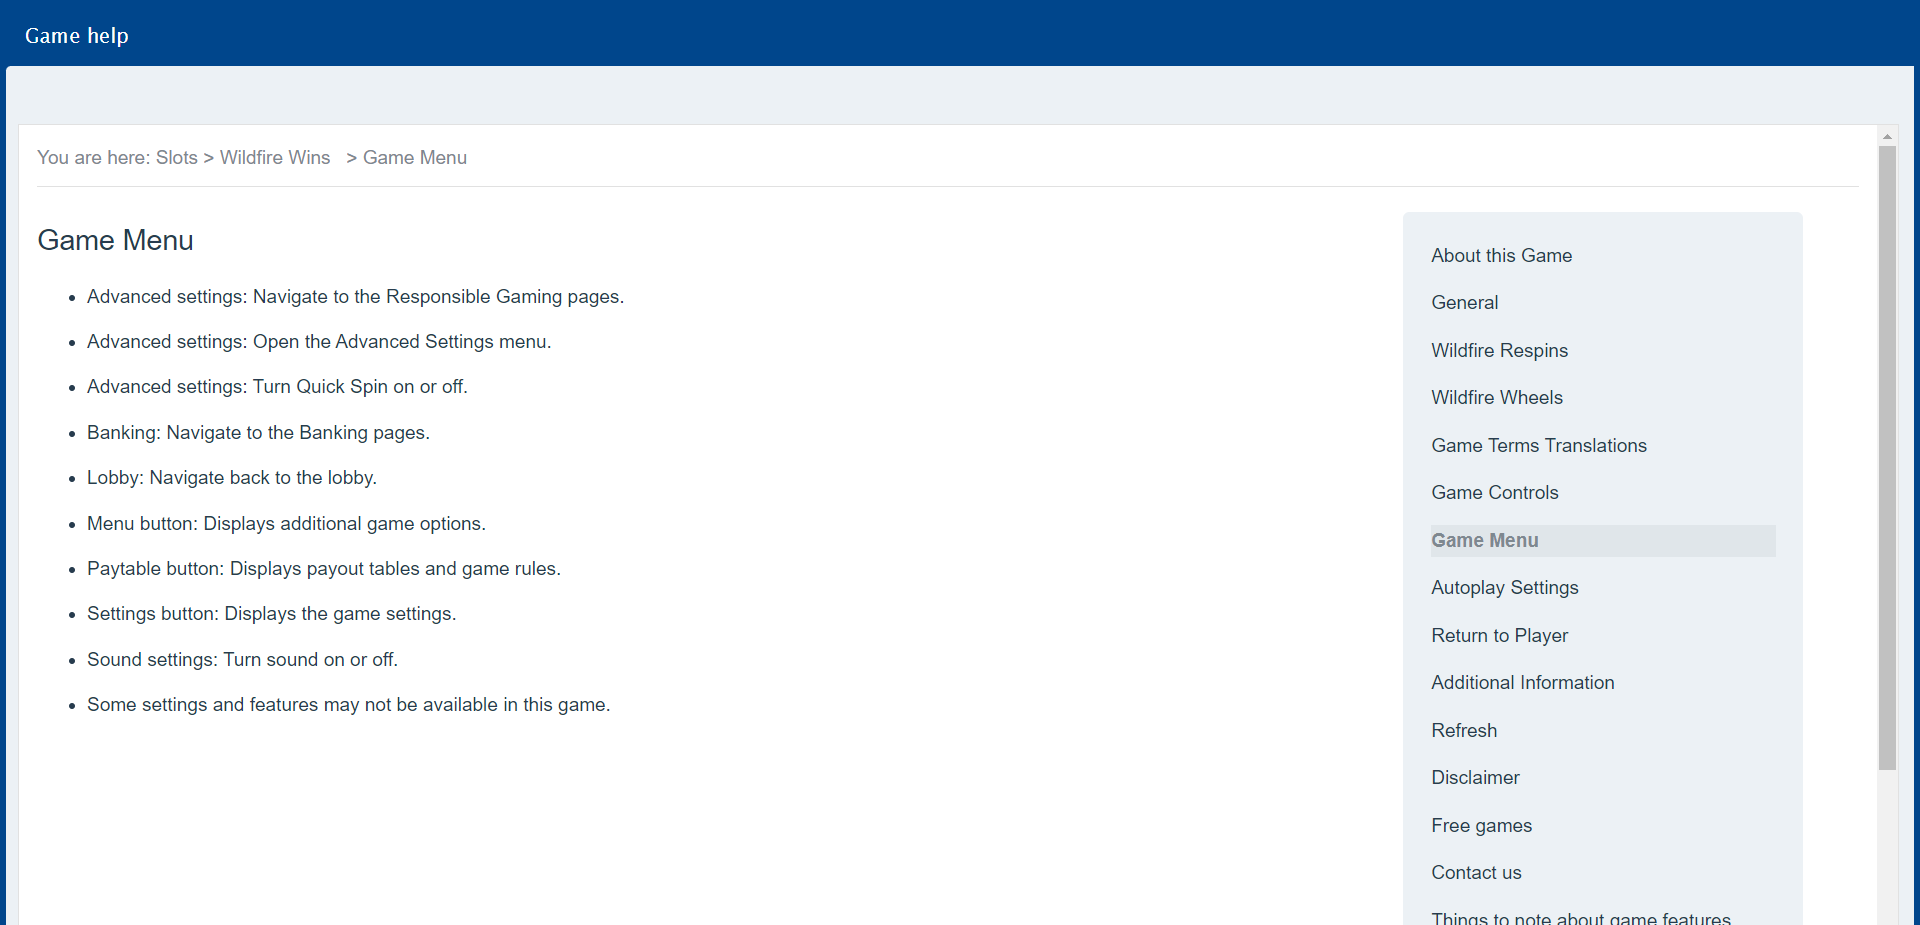 Game help
You are here: Slots > Wildfire Wins > Game Menu
Game Menu
Advanced settings: Navigate to the Responsible Gaming pages.
Advanced settings: Open the Advanced Settings menu.
Advanced settings: Turn Quick Spin on or off.
Banking: Navigate to the Banking pages.
Lobby: Navigate back to the lobby.
Menu button: Displays additional game options.
Paytable button: Displays payout tables and game rules.
Settings button: Displays the game settings.
Sound settings: Turn sound on or off.
Some settings and features may not be available in this game.
About this Game
General
Wildfire Respins
Wildfire Wheels
Game Terms Translations
Game Controls
Game Menu
Autoplay Settings
Return to Player
Additional Information
Refresh
Disclaimer
Free games
Contact us
Things to note about game features